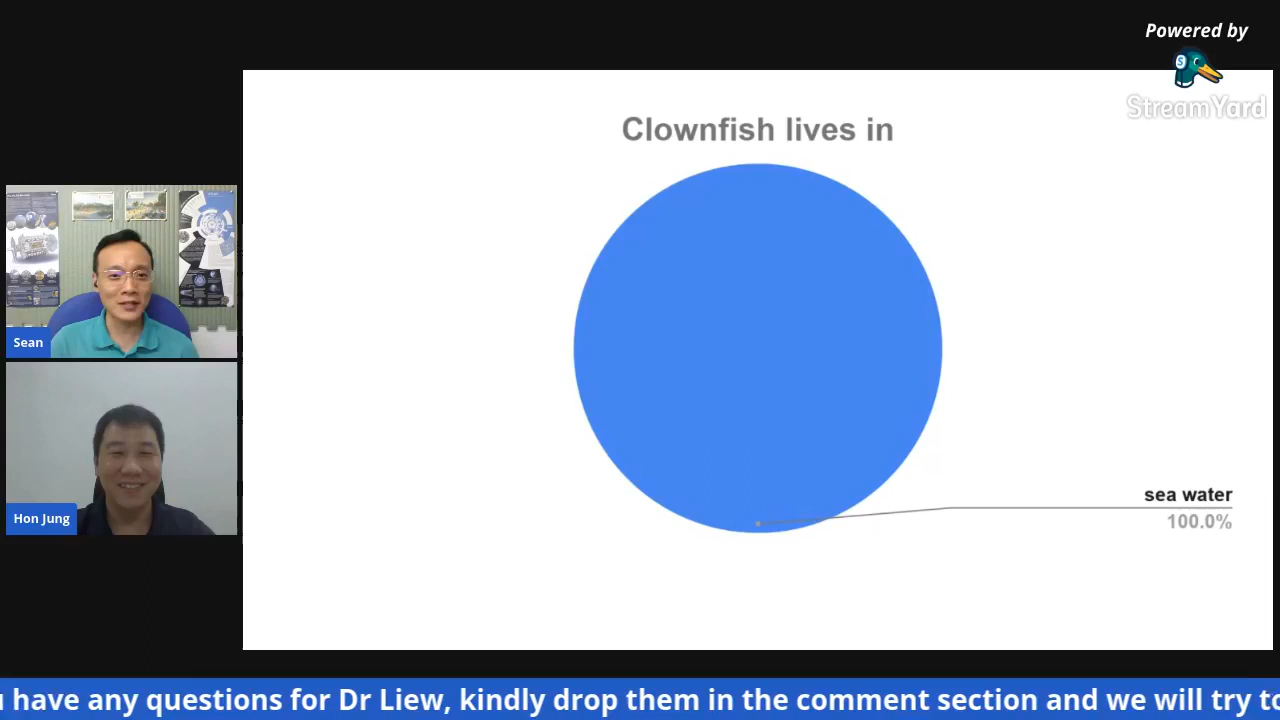 Powered by
StreamYard
Clownfish lives in
sea water
100.0%
Sean
Hon Jung
have any questions for Dr Liew, kindly drop them in the comment section and we will try to